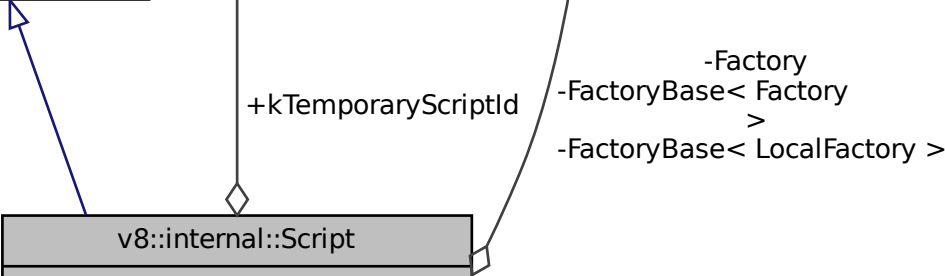 -Factory
-FactoryBase< Factory
+kTemporaryScriptId
>
-FactoryBase< LocalFactory >
v8::internal::Script